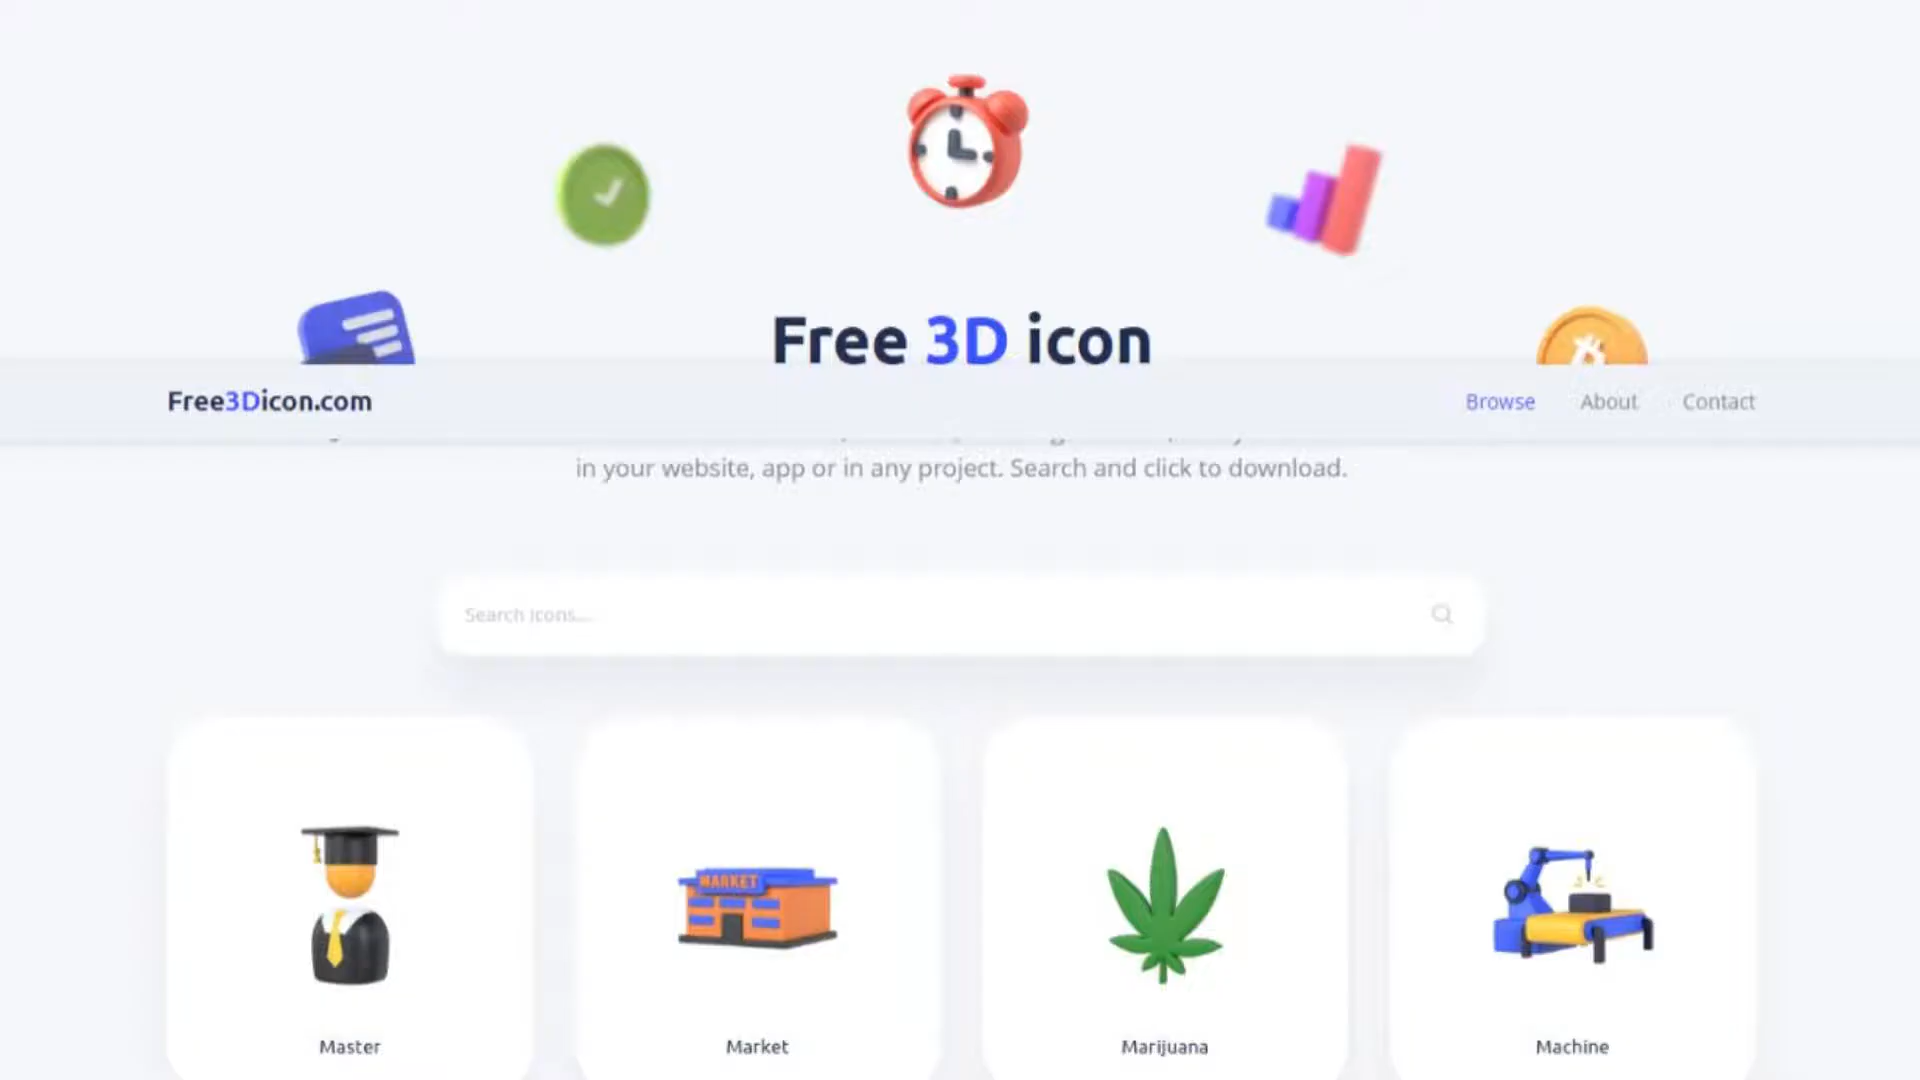 Free 3D icon
Free3Dicon.com
Browse
About
Contact
in your website, app or in any project. Search and click to download.
Search icons...
MARKET
Master
Market
Marijuana
Machine